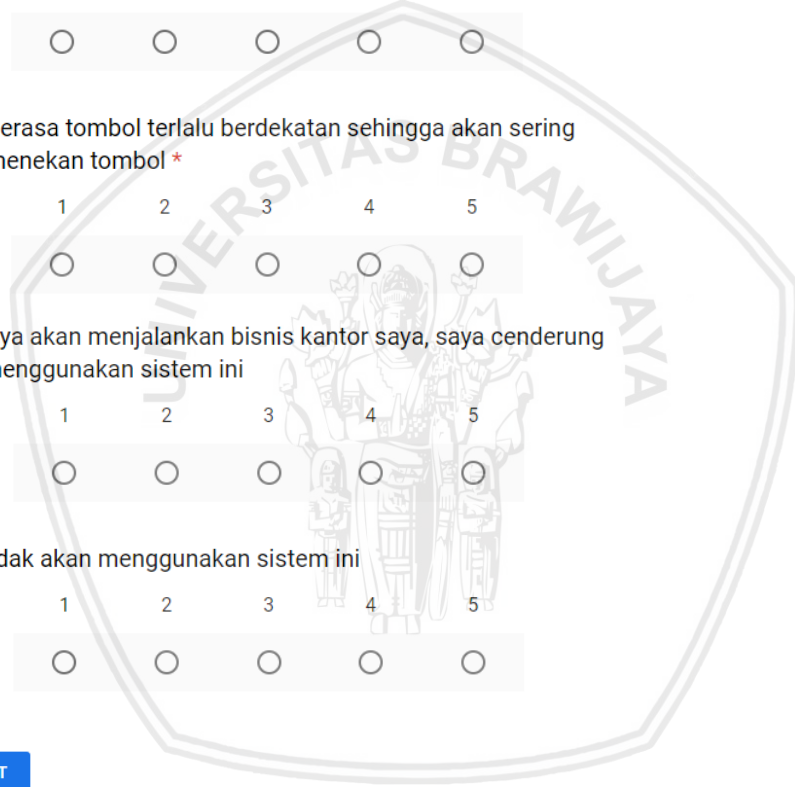 erasa tombol terlalu berdekatan sehingga akan sering
enekan tombol *
1 2 3 4 5
ya akan menjalankan bisnis kantor saya, saya cenderung
enggunakan sistem ini
1 2 3 4 5
dak akan menggunakan sistem ini
1 2 3 4 5
T
UNIVERSITAS BRAWIJAYA